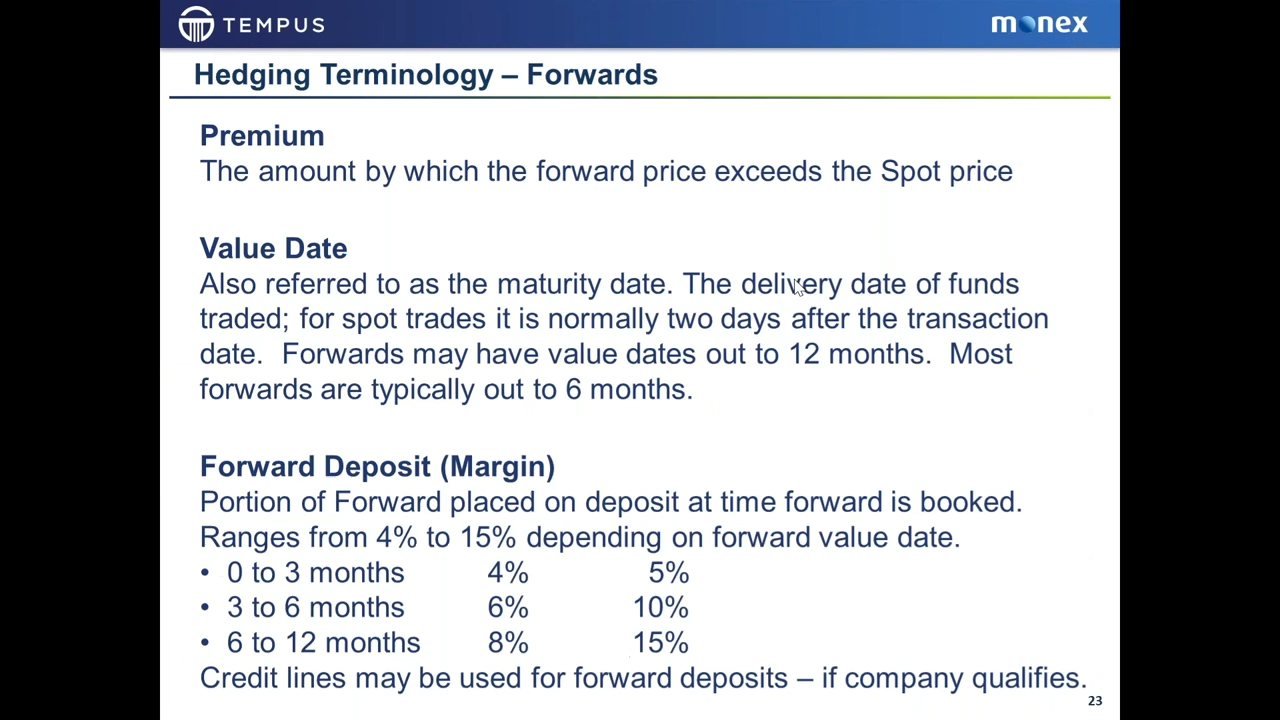 TEMPUS
monex
Hedging Terminology – Forwards
Premium
The amount by which the forward price exceeds the Spot price
Value Date
Also referred to as the maturity date. The delivery date of funds
traded; for spot trades it is normally two days after the transaction
date.  Forwards may have value dates out to 12 months.  Most
forwards are typically out to 6 months.
Forward Deposit (Margin)
Portion of Forward placed on deposit at time forward is booked.
Ranges from 4% to 15% depending on forward value date.
• 0 to 3 months 4% 5%
• 3 to 6 months 6% 10%
• 6 to 12 months 8% 15%
Credit lines may be used for forward deposits – if company qualifies.
23